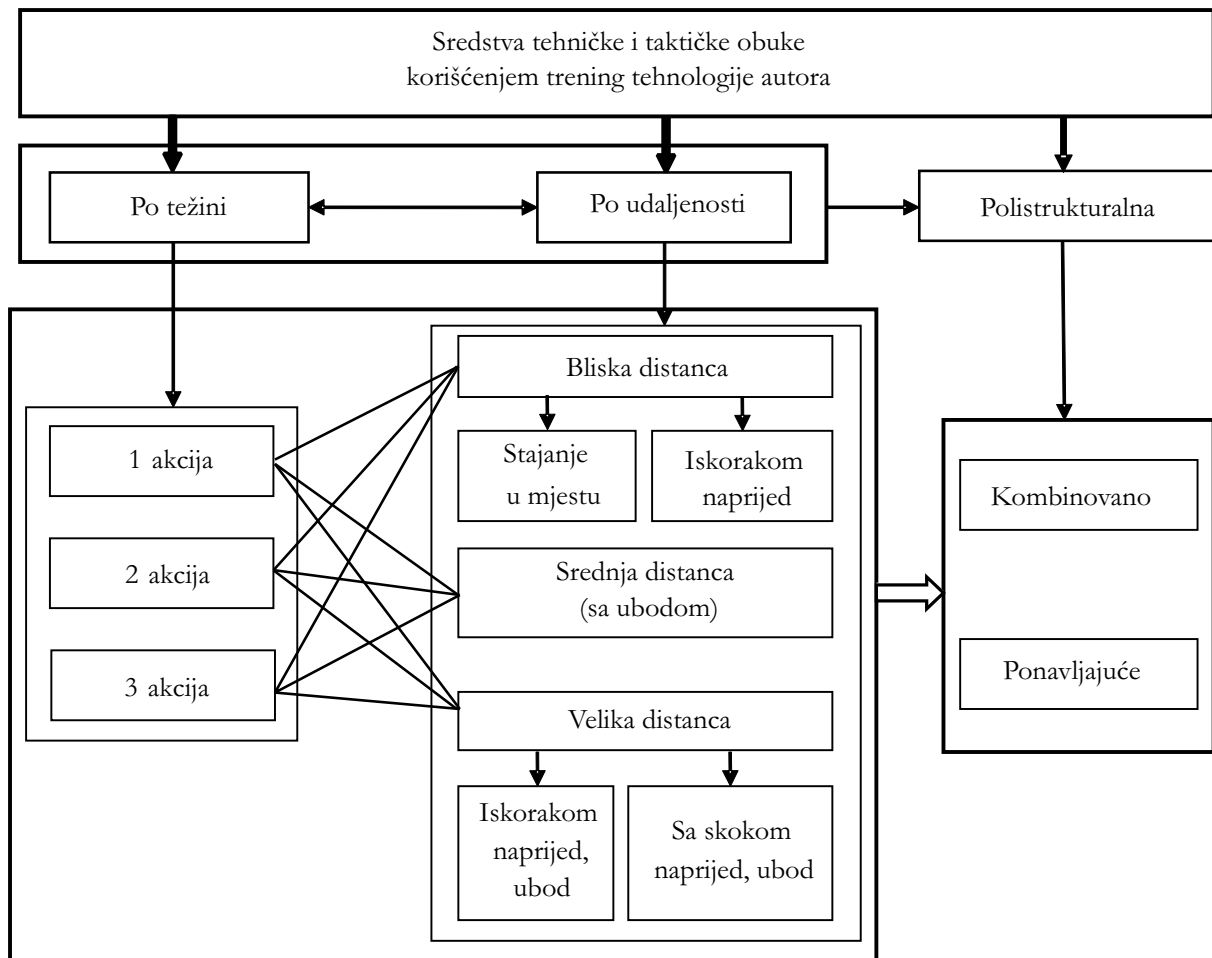 Sredstva tehničke i taktičke obuke
korišćenjem trening tehnologije autora
Po težini
Po udaljenosti
Polistrukturalna
Bliska distanca
Stajanje
u mjestu
Iskorakom
naprijed
1 akcija
2 akcija
3 akcija
Srednja distanca
(sa ubodom)
Velika distanca
Iskorakom
naprijed,
ubod
Sa skokom
naprijed, ubod
Kombinovano
Ponavljajuće